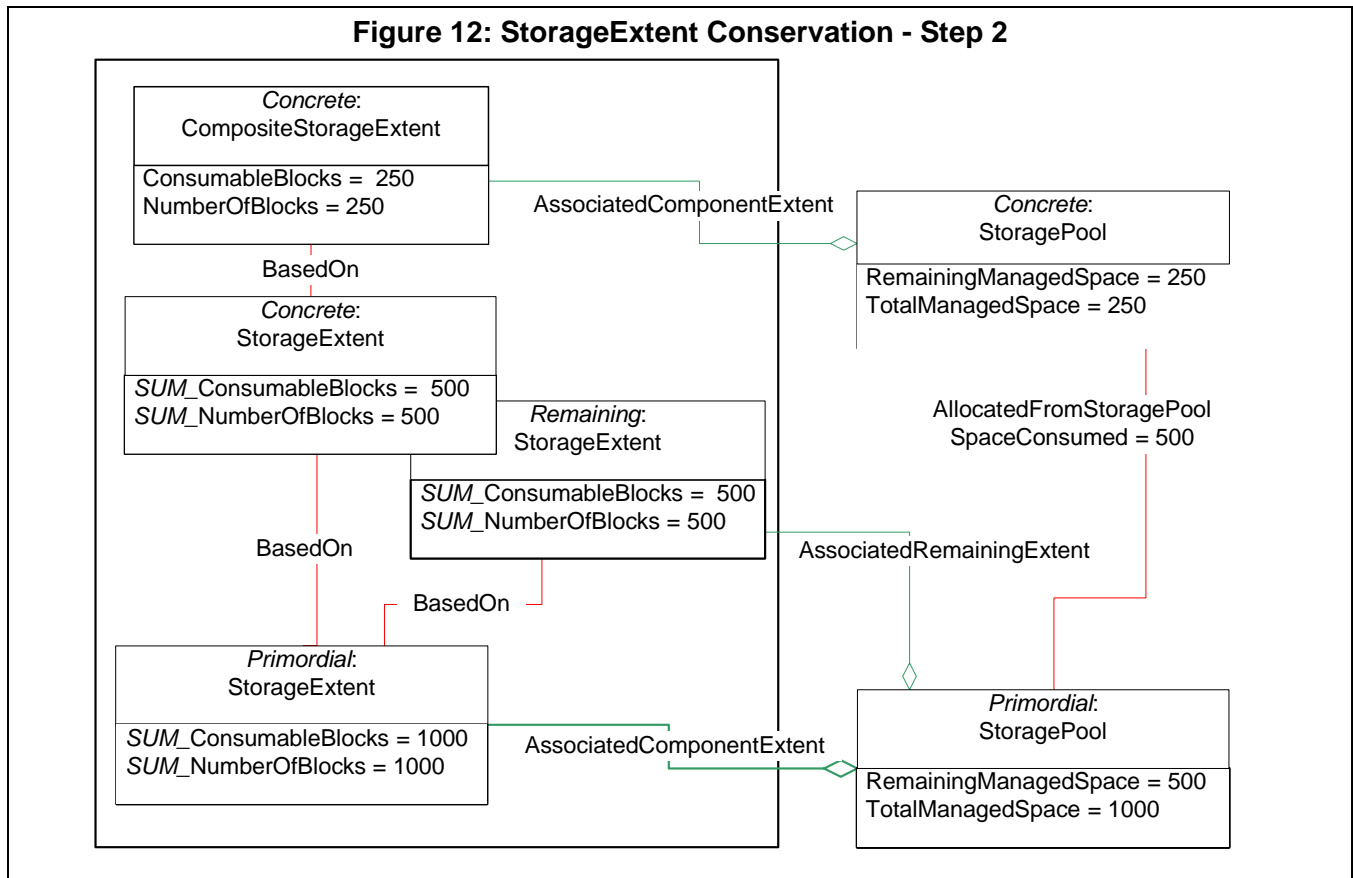 Figure 12: StorageExtent Conservation - Step 2
Concrete:
CompositeStorageExtent
ConsumableBlocks = 250
NumberOfBlocks = 250
AssociatedComponentExtent
Concrete:
StoragePool
RemainingManagedSpace = 250
TotalManagedSpace = 250
BasedOn
Concrete:
StorageExtent
SUM_ConsumableBlocks = 500
SUM_NumberOfBlocks = 500
Remaining:
StorageExtent
SUM_ConsumableBlocks = 500
SUM_NumberOfBlocks = 500
AllocatedFromStoragePool
SpaceConsumed = 500
BasedOn
AssociatedRemainingExtent
BasedOn
Primordial:
StorageExtent
SUM_ConsumableBlocks = 1000
SUM_NumberOfBlocks = 1000
AssociatedComponentExtent
Primordial:
StoragePool
RemainingManagedSpace = 500
TotalManagedSpace = 1000